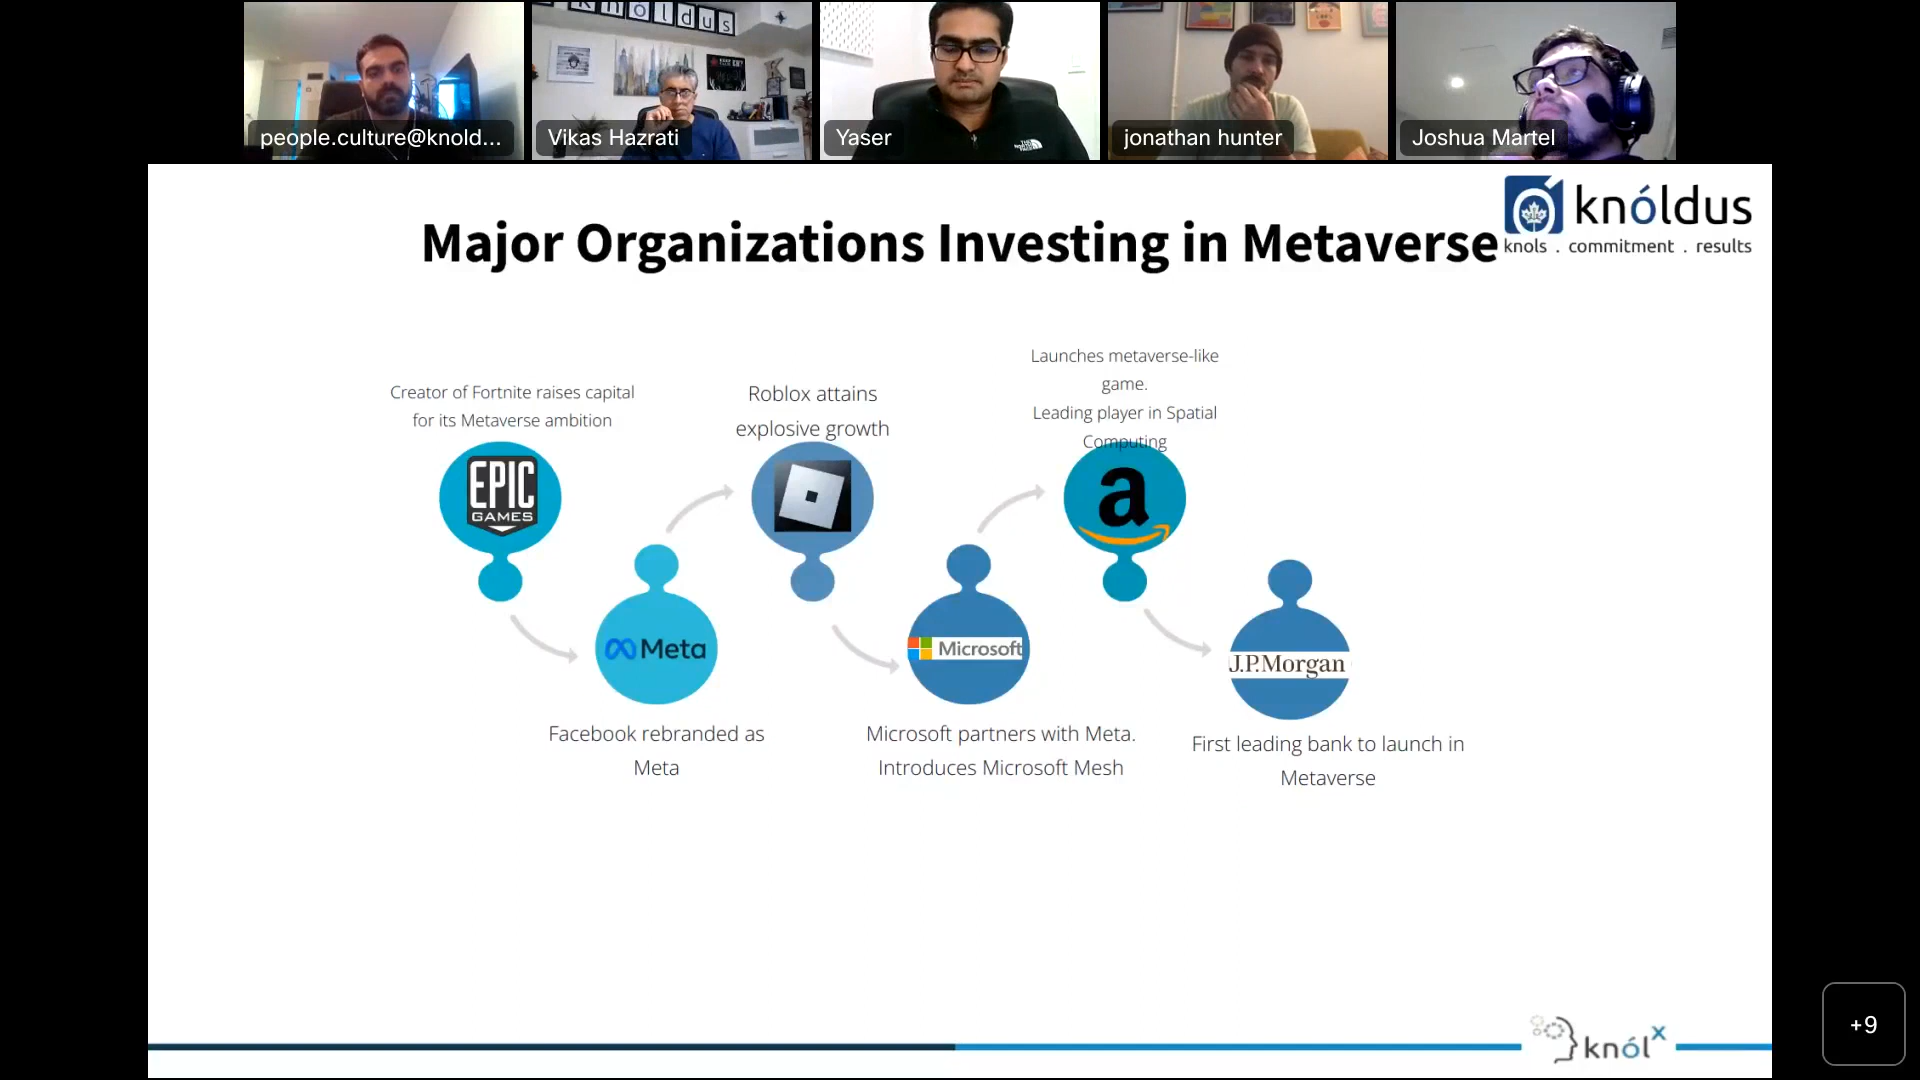 knoldus
people.culture@knold...
Vikas Hazrati
Yaser
jonathan hunter
Joshua Martel
knóldus
knols . commitment . results
Major Organizations Investing in Metaverse
Launches metaverse-like
game.
Leading player in Spatial
Computing
Creator of Fortnite raises capital
for its Metaverse ambition
Roblox attains
explosive growth
EPIC
GAMES
a
Meta
Microsoft
J.P.Morgan
Facebook rebranded as
Meta
Microsoft partners with Meta.
Introduces Microsoft Mesh
First leading bank to launch in
Metaverse
+9
knólx